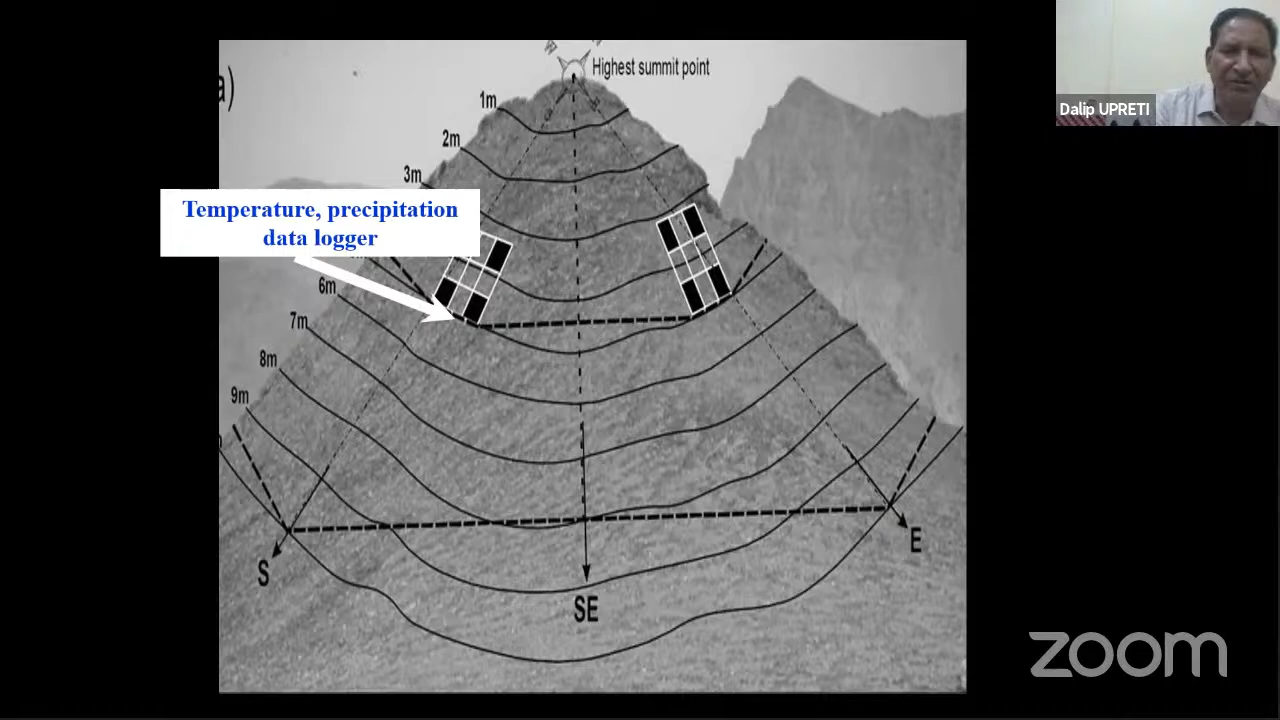 a)
Highest summit point
1m
2m
3m
Temperature, precipitation
data logger
6m
7m
8m
9m
S
SE
E
Dalip UPRETI
zoom